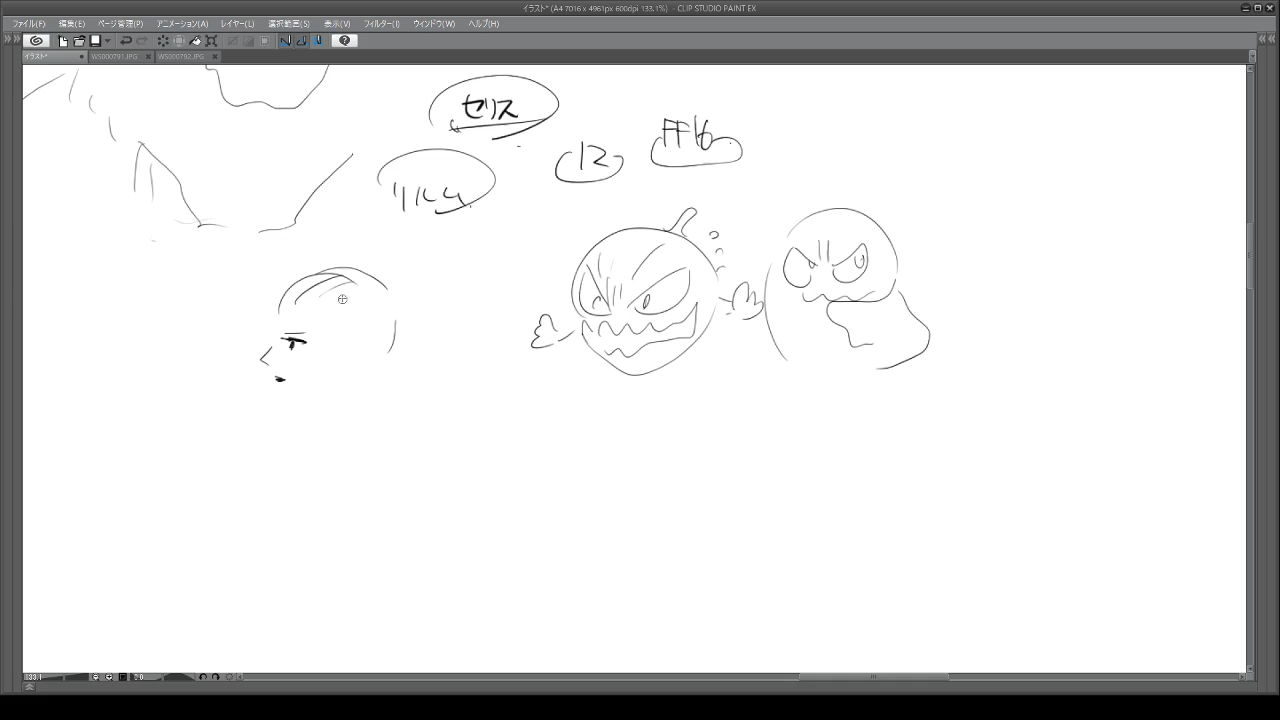 イラスト* (A4 7016 x 4961px 600dpi 133.1%) - CLIP STUDIO PAINT EX
ファイル(F) 編集(E) ページ管理(P) アニメーション(A) レイヤー(L) 選択範囲(S) 表示(V) フィルター(I) ウィンドウ(W) ヘルプ(H)
イラスト* WS000791.JPG WS000792.JPG
セリス
FF16
12
リルム
133.1 0.0